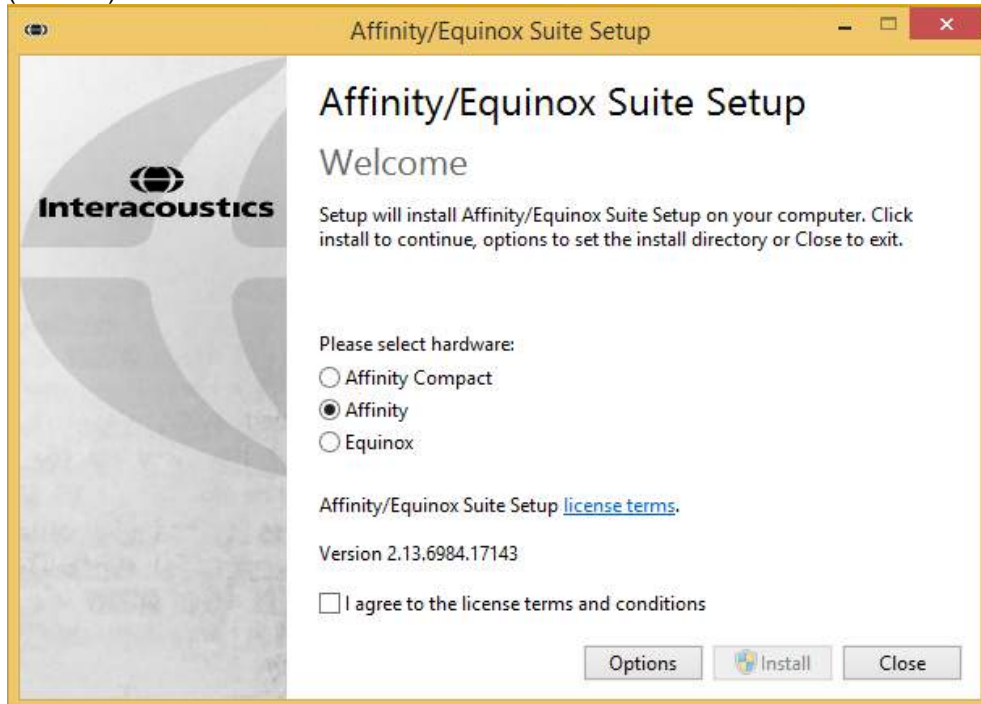 Affinity/Equinox Suite Setup
Affinity/Equinox Suite Setup
Welcome
Interacoustics
Setup will install Affinity/Equinox Suite Setup on your computer. Click
install to continue, options to set the install directory or Close to exit.
Please select hardware:
Affinity Compact
Affinity
Equinox
Affinity/Equinox Suite Setup license terms.
Version 2.13.6984.17143
I agree to the license terms and conditions
Options Install Close